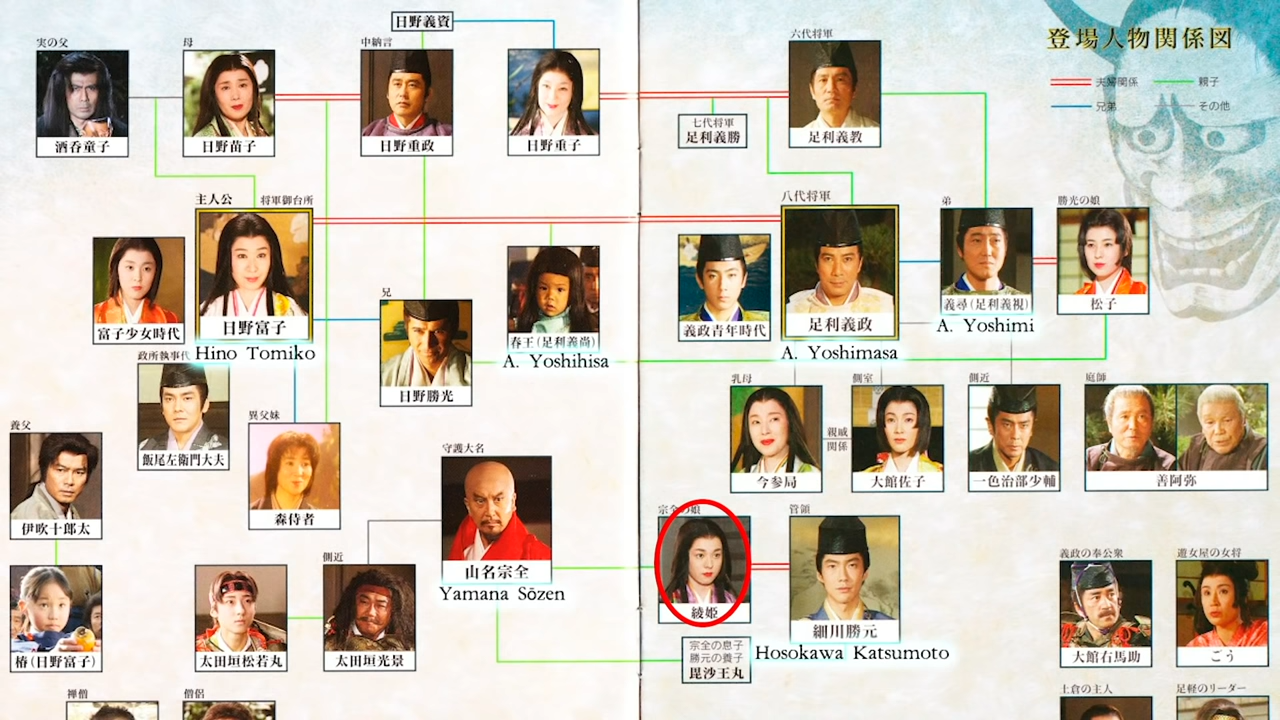 日野義資
登場人物関係図
夫婦関係
親子
兄弟
その他
実の父
酒呑童子
母
日野苗子
中納言
日野重政
日野重子
七代将軍
足利義勝
六代将軍
足利義教
主人公
将軍御台所
日野富子
Hino Tomiko
富子少女時代
兄
日野勝光
春王(足利義尚)
A. Yoshihisa
義政青年時代
八代将軍
足利義政
A. Yoshimasa
弟
義尋(足利義視)
A. Yoshimi
勝光の娘
松子
政所執事代
飯尾左衛門大夫
異父妹
森侍者
乳母
今参局
親戚
関係
側室
大館佐子
側近
一色治部少輔
庭師
善阿弥
養父
伊吹十郎太
守護大名
山名宗全
Yamana Sōzen
宗全の娘
綾姫
管領
細川勝元
Hosokawa Katsumoto
椿(日野富子)
太田垣松若丸
側近
太田垣光景
宗全の息子
勝元の養子
毘沙王丸
義政の奉公衆
大館右馬助
遊女屋の女将
ごう
禅僧
僧侶
土倉の主人
足軽のリーダー